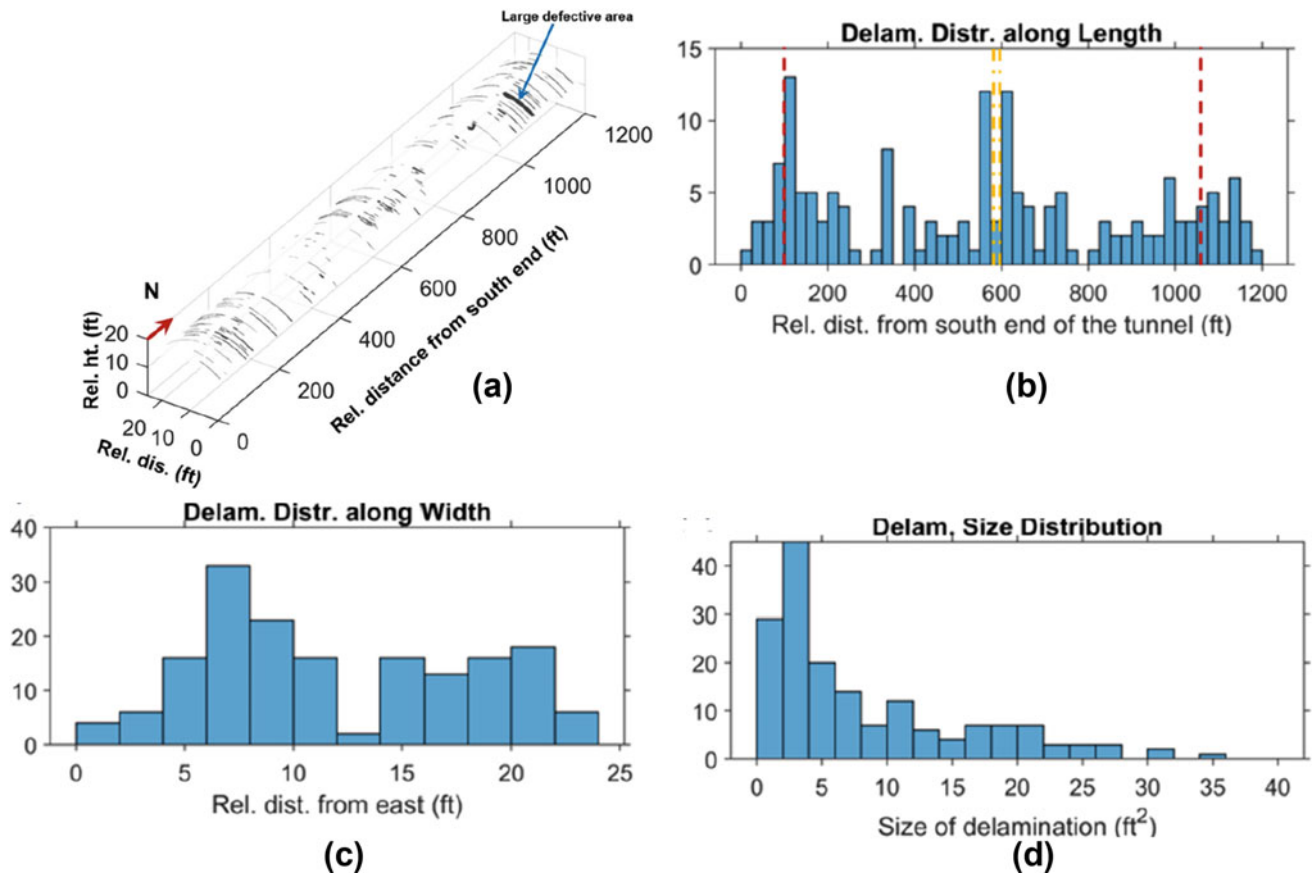 Large defective area
N
Rel. ht. (ft)
20
10
0
20 10 0
Rel. dis. (ft)
0
200
400
600
800
1000
1200
Rel. distance from south end (ft)
(a)
Delam. Distr. along Length
15
10
5
0
0 200 400 600 800 1000 1200
Rel. dist. from south end of the tunnel (ft)
(b)
Delam. Distr. along Width
40
30
20
10
0
0 5 10 15 20 25
Rel. dist. from east (ft)
(c)
Delam. Size Distribution
40
30
20
10
0
0 5 10 15 20 25 30 35 40
Size of delamination (ft²)
(d)